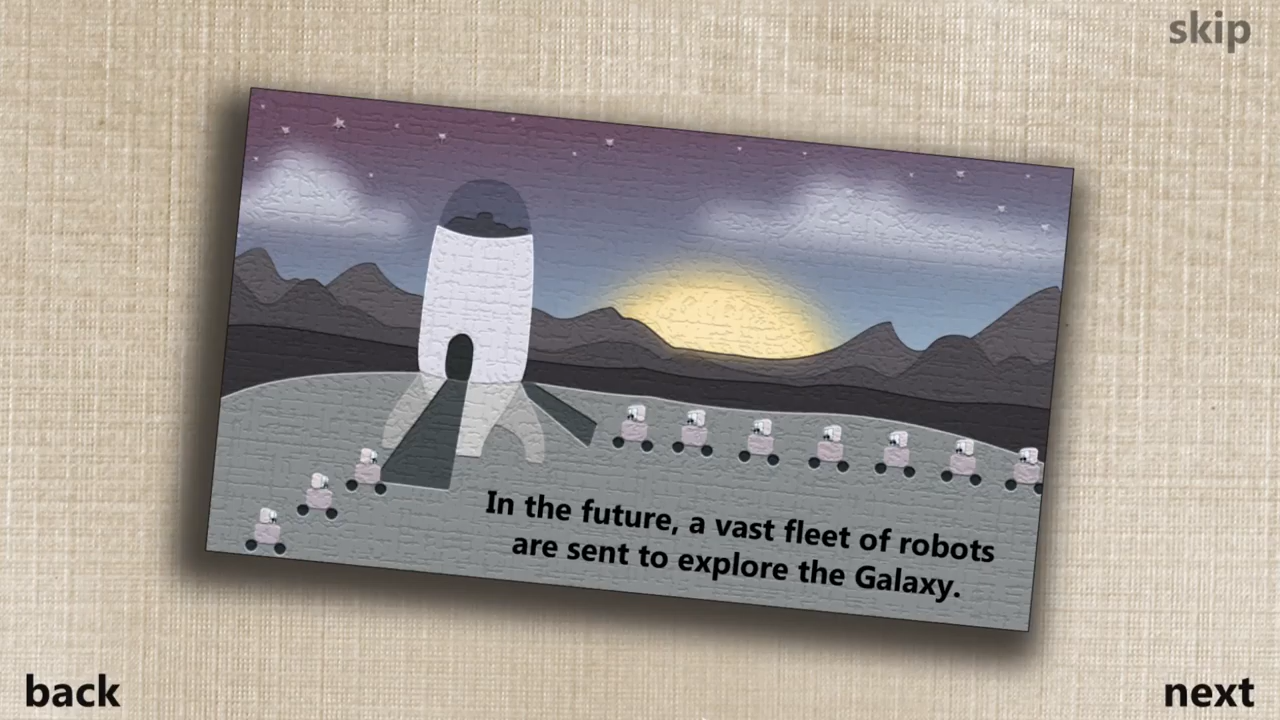 skip
In the future, a vast fleet of robots
are sent to explore the Galaxy.
back
next